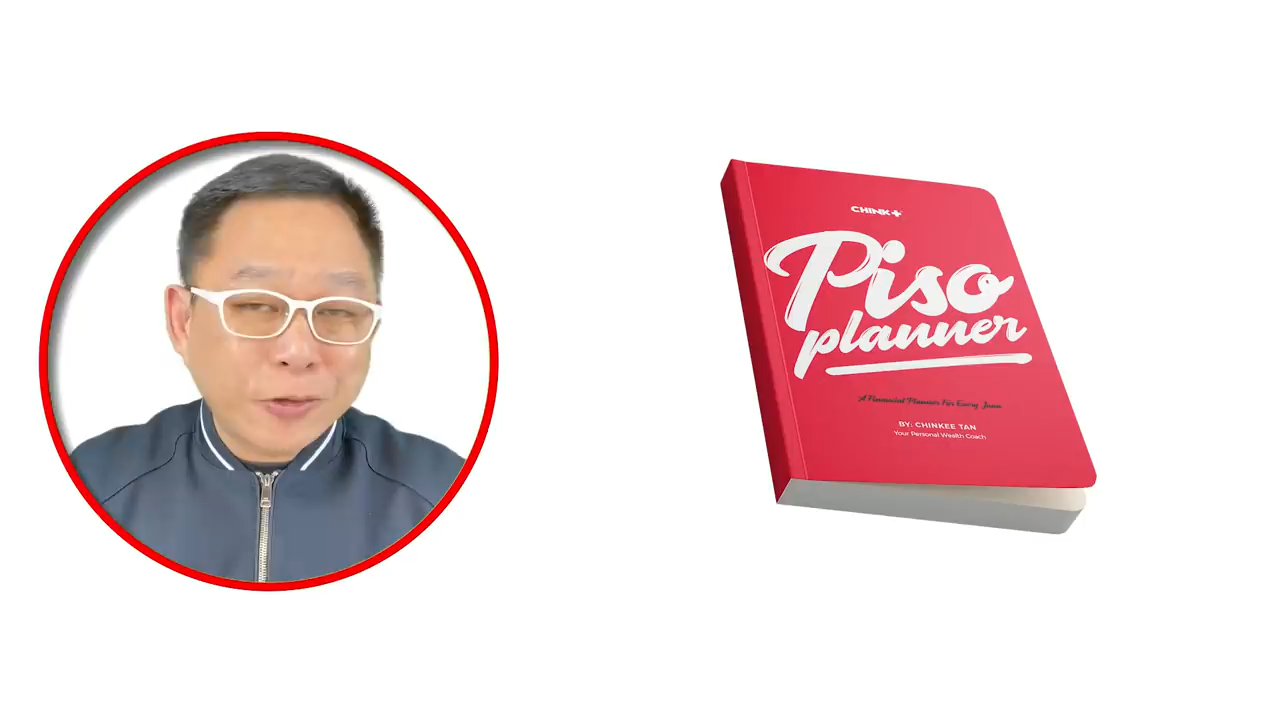 CHINK+
Piso
planner
A Financial Planner For Every Juan
BY: CHINKEE TAN
Your Personal Wealth Coach